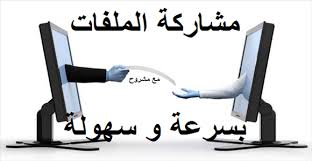 مشاركة الملفات
مع مشروح
بسرعة و سهولة